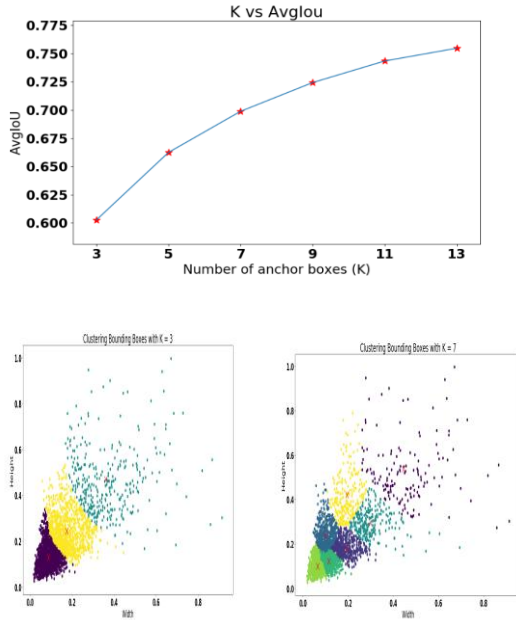 K vs AvgIou
0.775
0.750
0.725
0.700
0.675
0.650
0.625
0.600
AvgIoU
3 5 7 9 11 13
Number of anchor boxes (K)
Clustering Bounding Boxes with K = 3
1.0
0.8
0.6
0.4
0.2
0.0
Height
0.0 0.2 0.4 0.6 0.8
Width
Clustering Bounding Boxes with K = 7
1.0
0.8
0.6
0.4
0.2
0.0
Height
0.0 0.2 0.4 0.6 0.8
Width